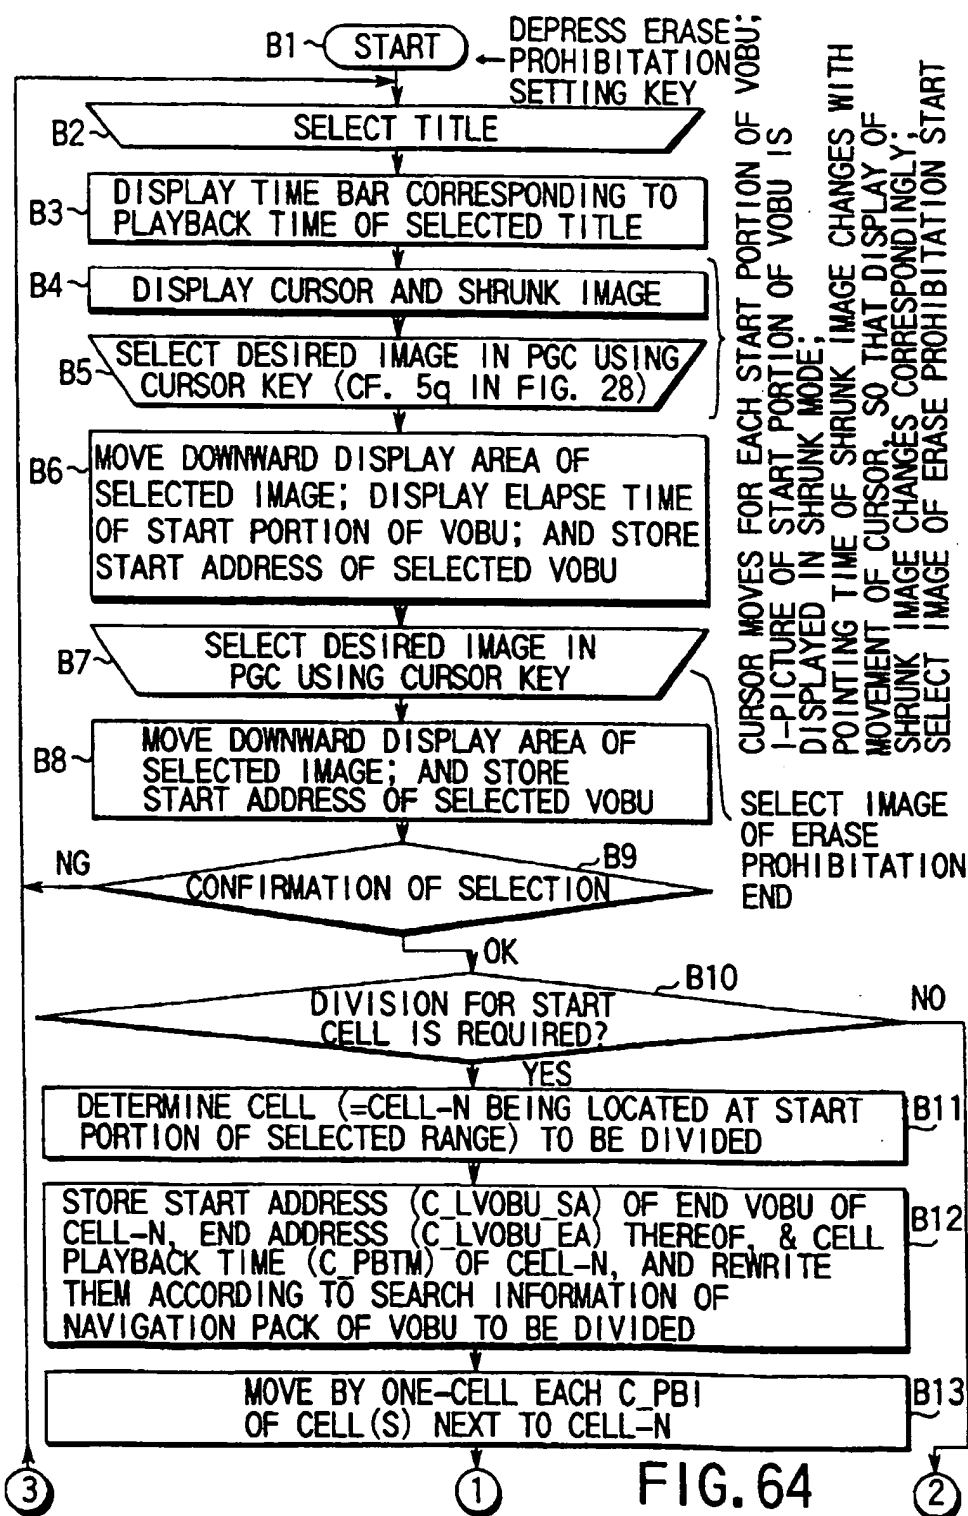 B1
START
DEPRESS ERASE
PROHIBITATION
SETTING KEY
B2
SELECT TITLE
B3
DISPLAY TIME BAR CORRESPONDING TO
PLAYBACK TIME OF SELECTED TITLE
B4
DISPLAY CURSOR AND SHRUNK IMAGE
B5
SELECT DESIRED IMAGE IN PGC USING
CURSOR KEY (CF. 5q IN FIG. 28)
CURSOR MOVES FOR EACH START PORTION OF VOBU;
I-PICTURE OF START PORTION OF VOBU IS
DISPLAYED IN SHRUNK MODE;
POINTING TIME OF SHRUNK IMAGE CHANGES WITH
MOVEMENT OF CURSOR, SO THAT DISPLAY OF
SHRUNK IMAGE CHANGES CORRESPONDINGLY;
SELECT IMAGE OF ERASE PROHIBITATION START
B6
MOVE DOWNWARD DISPLAY AREA OF
SELECTED IMAGE; DISPLAY ELAPSE TIME
OF START PORTION OF VOBU; AND STORE
START ADDRESS OF SELECTED VOBU
B7
SELECT DESIRED IMAGE IN
PGC USING CURSOR KEY
B8
MOVE DOWNWARD DISPLAY AREA OF
SELECTED IMAGE; AND STORE
START ADDRESS OF SELECTED VOBU
SELECT IMAGE
OF ERASE
PROHIBITATION
END
B9
NG
CONFIRMATION OF SELECTION
OK
B10
DIVISION FOR START
CELL IS REQUIRED?
NO
YES
DETERMINE CELL (=CELL-N BEING LOCATED AT START
PORTION OF SELECTED RANGE) TO BE DIVIDED
B11
STORE START ADDRESS (C_LVOBU_SA) OF END VOBU OF
CELL-N, END ADDRESS (C_LVOBU_EA) THEREOF, & CELL
PLAYBACK TIME (C_PBTM) OF CELL-N, AND REWRITE
THEM ACCORDING TO SEARCH INFORMATION OF
NAVIGATION PACK OF VOBU TO BE DIVIDED
B12
MOVE BY ONE-CELL EACH C_PBI
OF CELL(S) NEXT TO CELL-N
B13
3
1
FIG. 64
2